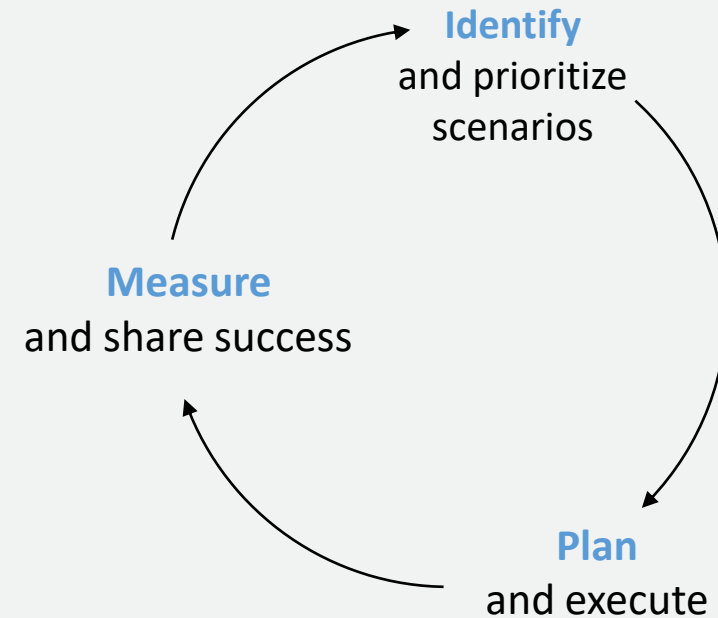 Identify
and prioritize
scenarios
Measure
and share success
Plan
and execute